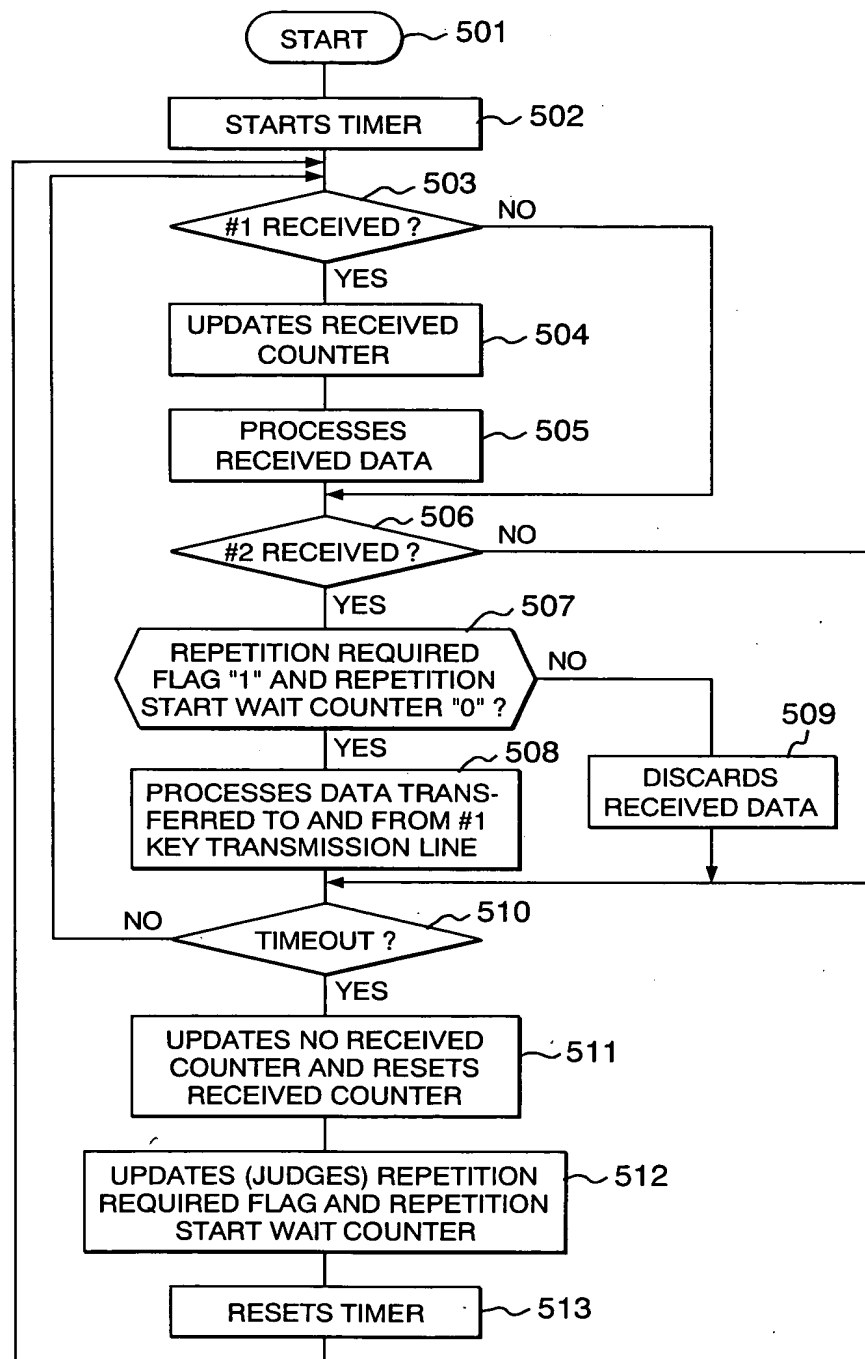 START
501
STARTS TIMER
502
503
#1 RECEIVED ?
NO
YES
UPDATES RECEIVED
COUNTER
504
PROCESSES
RECEIVED DATA
505
506
#2 RECEIVED ?
NO
YES
507
REPETITION REQUIRED
FLAG "1" AND REPETITION
START WAIT COUNTER "0" ?
NO
YES
508
509
PROCESSES DATA TRANS-
FERRED TO AND FROM #1
KEY TRANSMISSION LINE
DISCARDS
RECEIVED DATA
NO
510
TIMEOUT ?
YES
UPDATES NO RECEIVED
COUNTER AND RESETS
RECEIVED COUNTER
511
UPDATES (JUDGES) REPETITION
REQUIRED FLAG AND REPETITION
START WAIT COUNTER
512
RESETS TIMER
513